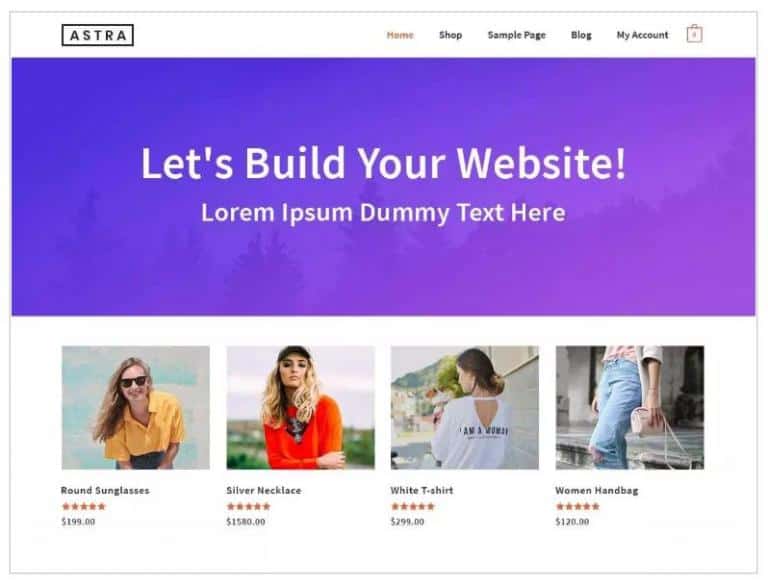 ASTRA
Home Shop Sample Page Blog My Account 0
Let's Build Your Website!
Lorem Ipsum Dummy Text Here
I AM A WOMAN
Round Sunglasses Silver Necklace White T-shirt Women Handbag
$199.00 $1580.00 $299.00 $120.00